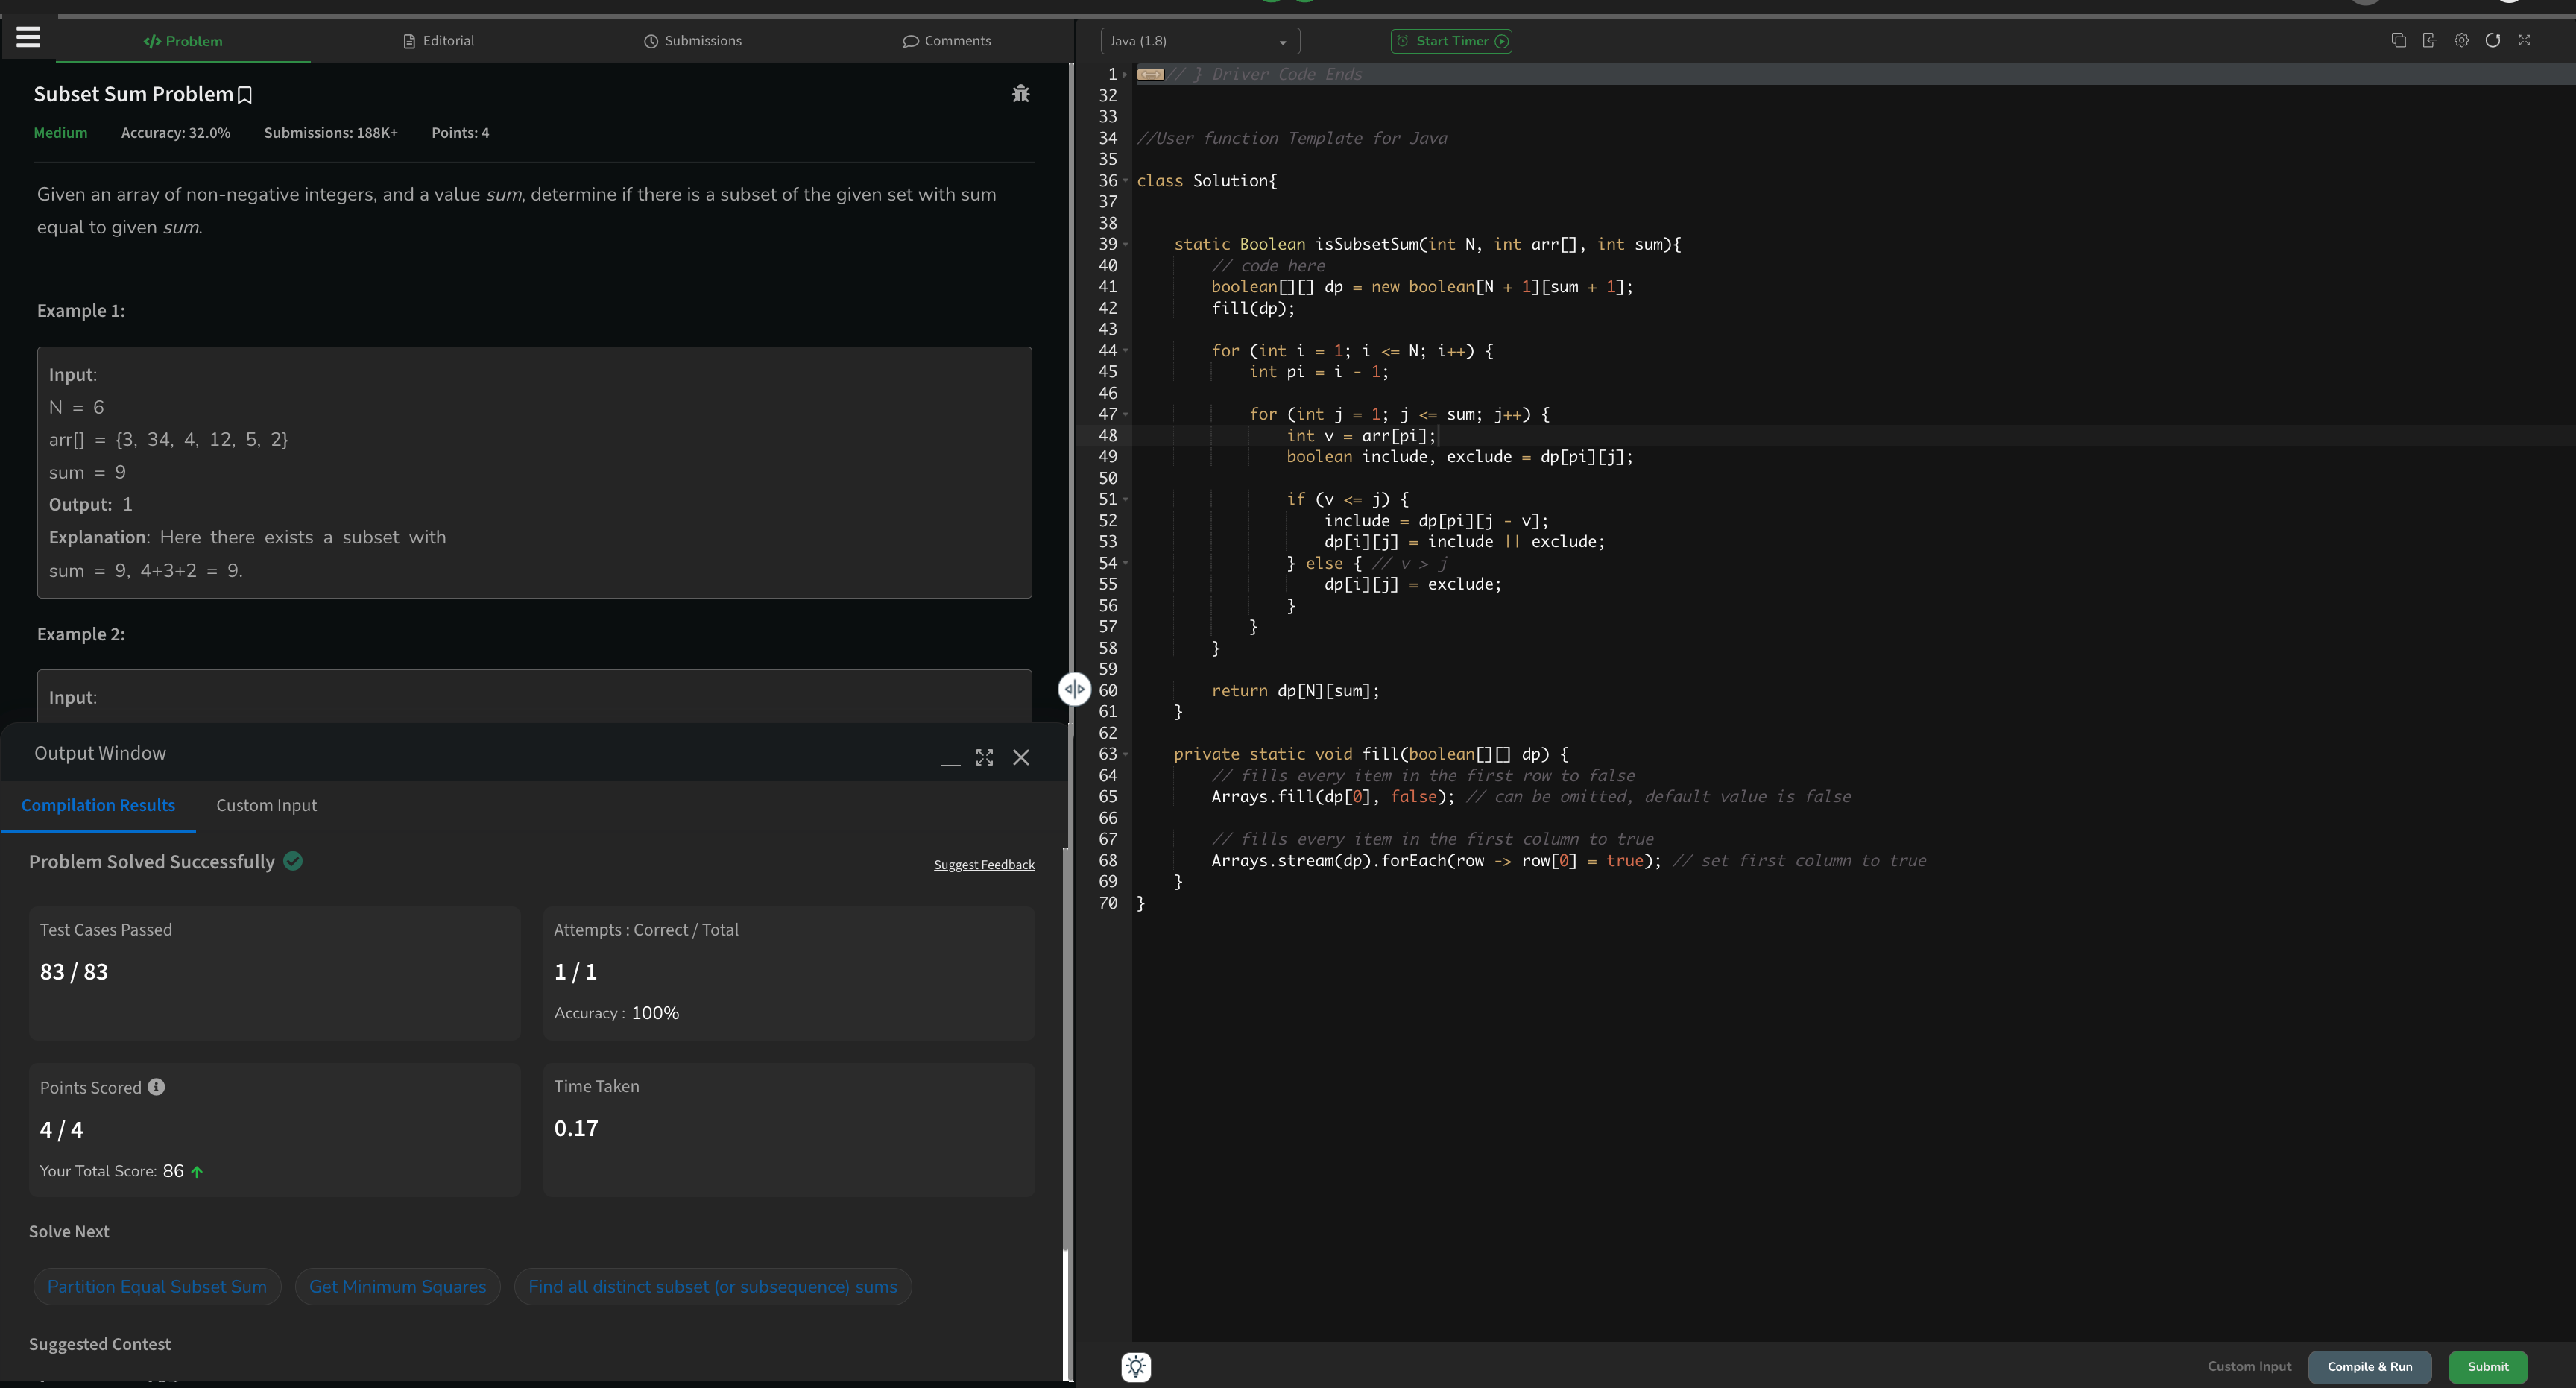 Problem
Editorial
Submissions
Comments
Subset Sum Problem
Medium Accuracy: 32.0% Submissions: 188K+ Points: 4
Given an array of non-negative integers, and a value sum, determine if there is a subset of the given set with sum
equal to given sum.
Example 1:
Input:
N = 6
arr[] = {3, 34, 4, 12, 5, 2}
sum = 9
Output: 1
Explanation: Here there exists a subset with
sum = 9, 4+3+2 = 9.
Example 2:
Input:
Output Window
Compilation Results Custom Input
Problem Solved Successfully
Suggest Feedback
Test Cases Passed
83 / 83
Attempts : Correct / Total
1 / 1
Accuracy : 100%
Points Scored
4 / 4
Your Total Score: 86
Time Taken
0.17
Solve Next
Partition Equal Subset Sum Get Minimum Squares Find all distinct subset (or subsequence) sums
Suggested Contest
Java (1.8)
Start Timer
1 // } Driver Code Ends
32
33
34 //User function Template for Java
35
36 class Solution{
37
38
39 static Boolean isSubsetSum(int N, int arr[], int sum){
40 // code here
41 boolean[][] dp = new boolean[N + 1][sum + 1];
42 fill(dp);
43
44 for (int i = 1; i <= N; i++) {
45 int pi = i - 1;
46
47 for (int j = 1; j <= sum; j++) {
48 int v = arr[pi];
49 boolean include, exclude = dp[pi][j];
50
51 if (v <= j) {
52 include = dp[pi][j - v];
53 dp[i][j] = include || exclude;
54 } else { // v > j
55 dp[i][j] = exclude;
56 }
57 }
58 }
59
60 return dp[N][sum];
61 }
62
63 private static void fill(boolean[][] dp) {
64 // fills every item in the first row to false
65 Arrays.fill(dp[0], false); // can be omitted, default value is false
66
67 // fills every item in the first column to true
68 Arrays.stream(dp).forEach(row -> row[0] = true); // set first column to true
69 }
70 }
Custom Input
Compile & Run
Submit